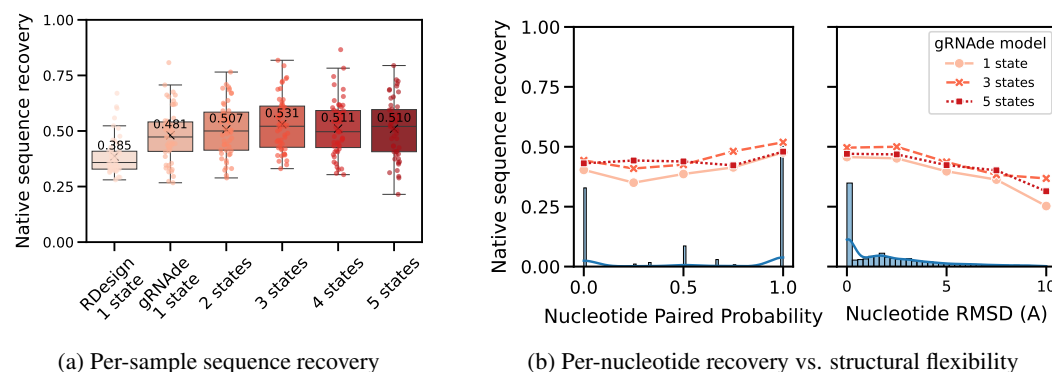 Native sequence recovery
1.00
0.75
0.50
0.25
0.00
0.385
0.481
0.507
0.531
0.511
0.510
RDesign
1 state
gRNAde
1 state
2 states
3 states
4 states
5 states
(a) Per-sample sequence recovery
Native sequence recovery
1.00
0.75
0.50
0.25
0.00
0.0
0.5
1.0
Nucleotide Paired Probability
gRNAde model
1 state
3 states
5 states
0
5
10
Nucleotide RMSD (A)
(b) Per-nucleotide recovery vs. structural flexibility